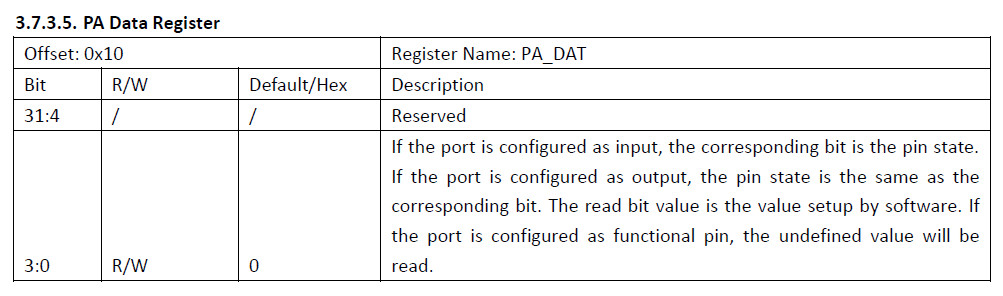 3.7.3.5. PA Data Register
Offset: 0x10 Register Name: PA_DAT
Bit R/W Default/Hex Description
31:4 / / Reserved
If the port is configured as input, the corresponding bit is the pin state.
If the port is configured as output, the pin state is the same as the
corresponding bit. The read bit value is the value setup by software. If
the port is configured as functional pin, the undefined value will be
3:0 R/W 0 read.